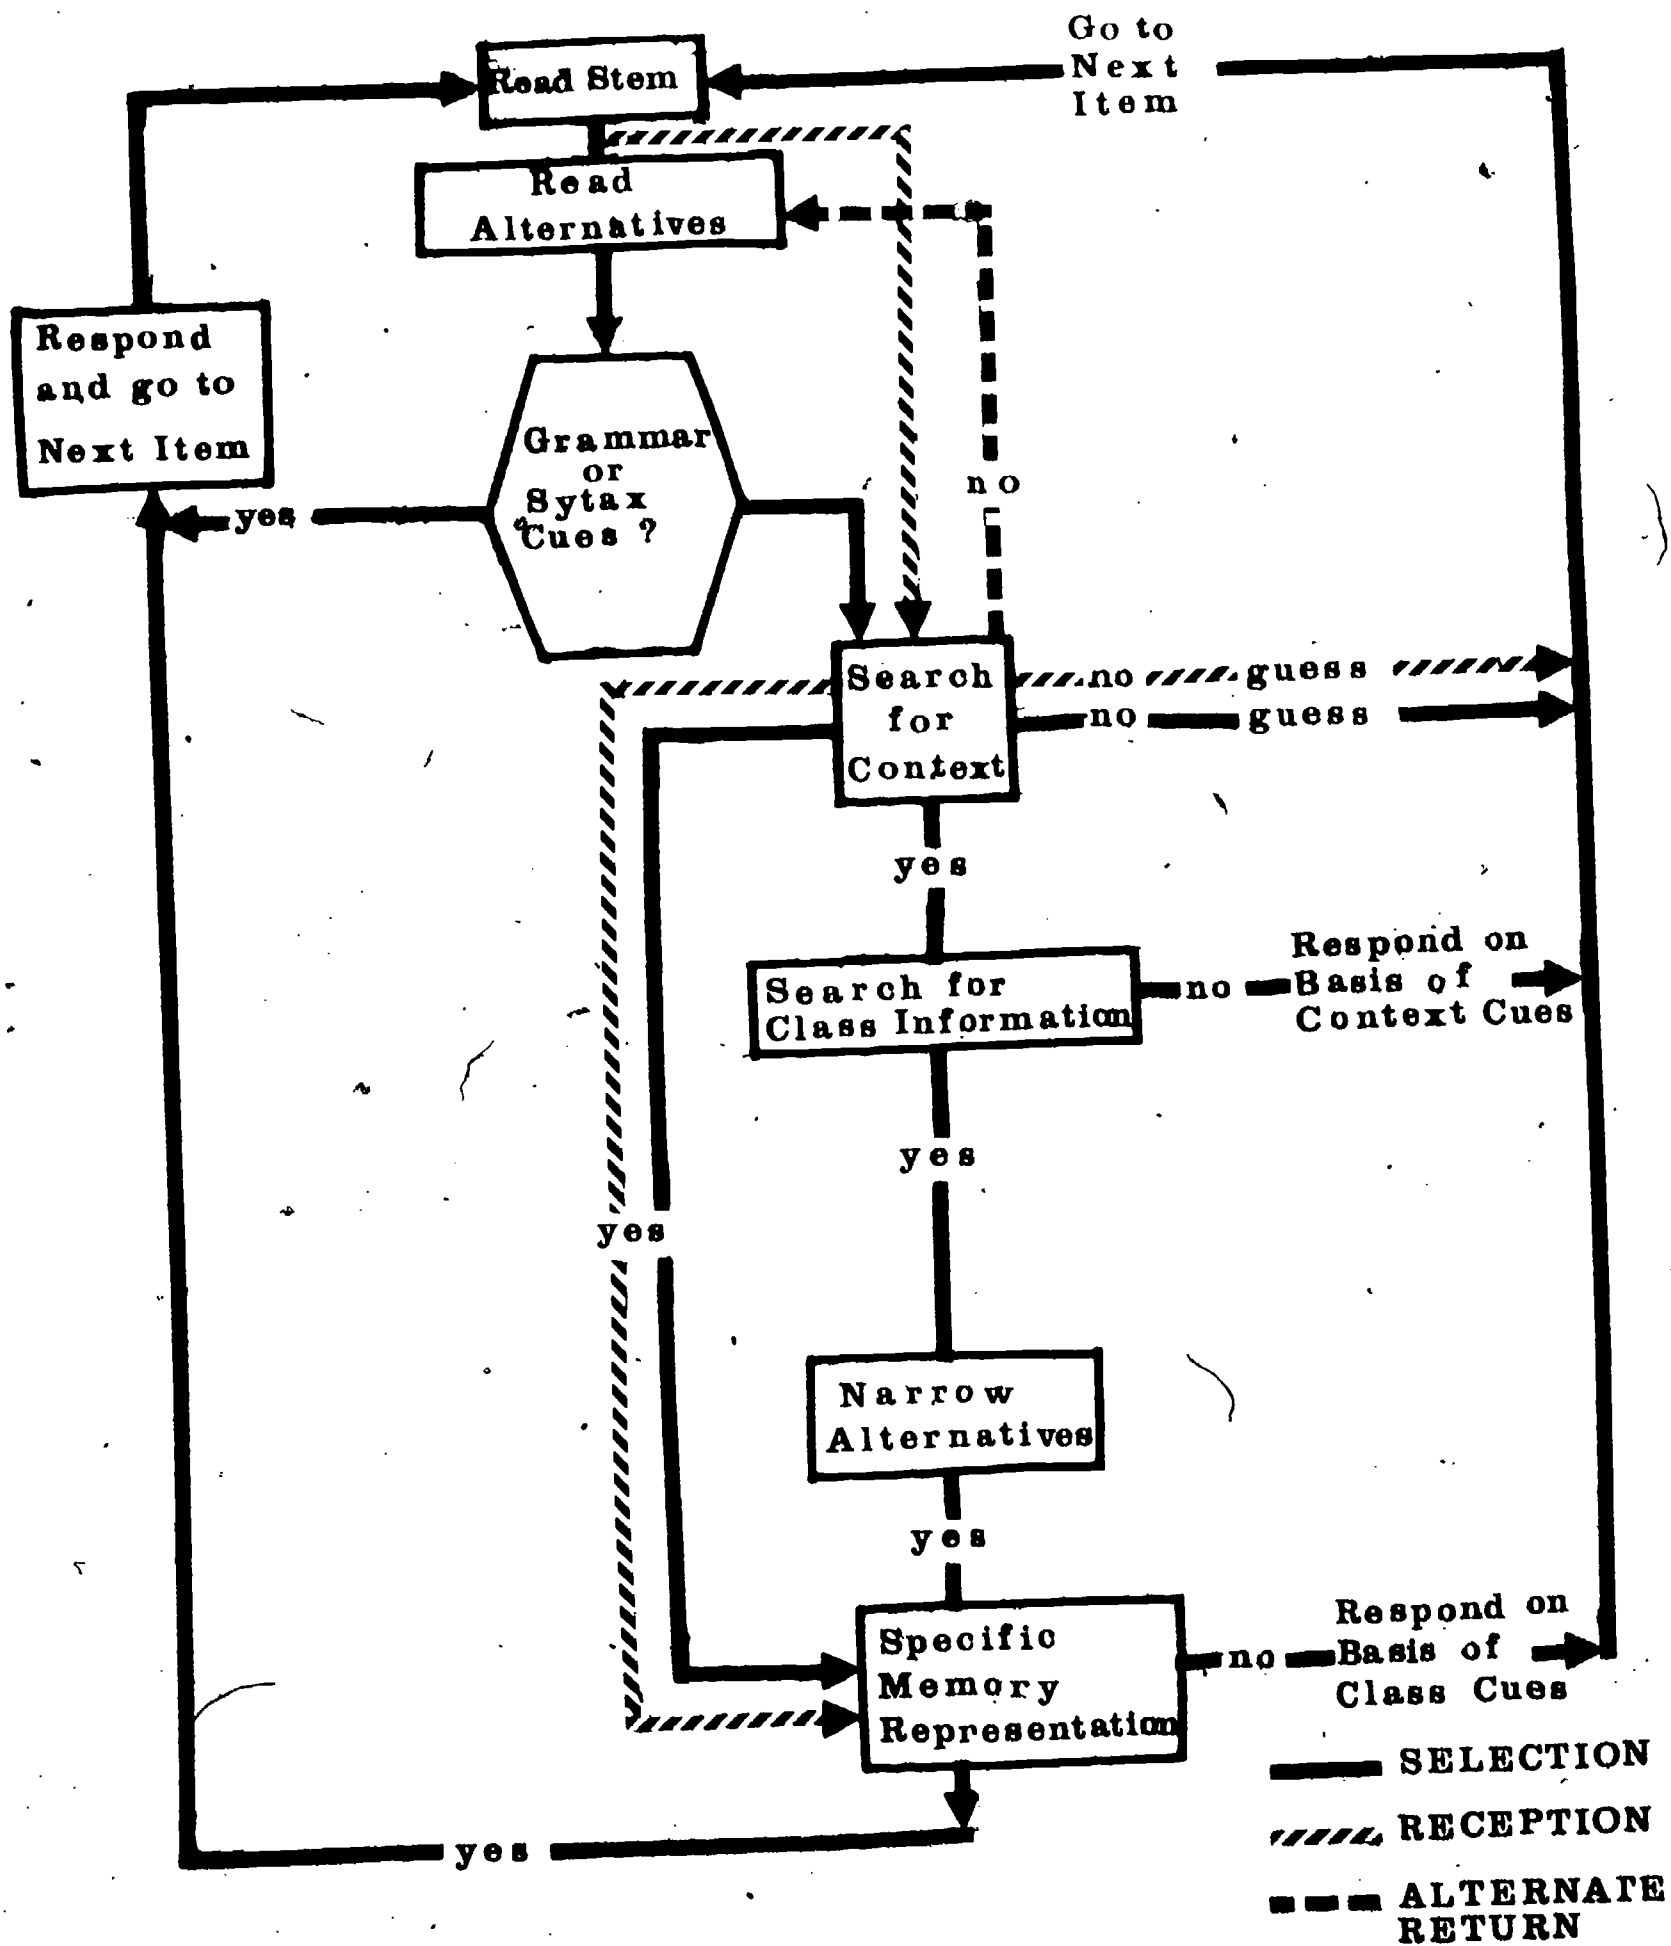 Go to
Next
Item
Read Stem
Read
Alternatives
Respond
and go to
Next Item
Grammar
or
Sytax
Cues ?
yes
no
Search
for
Context
no guess
no guess
yes
Search for
Class Information
no
Respond on
Basis of
Context Cues
yes
yes
Narrow
Alternatives
yes
Specific
Memory
Representation
no
Respond on
Basis of
Class Cues
yes
SELECTION
RECEPTION
ALTERNATE
RETURN